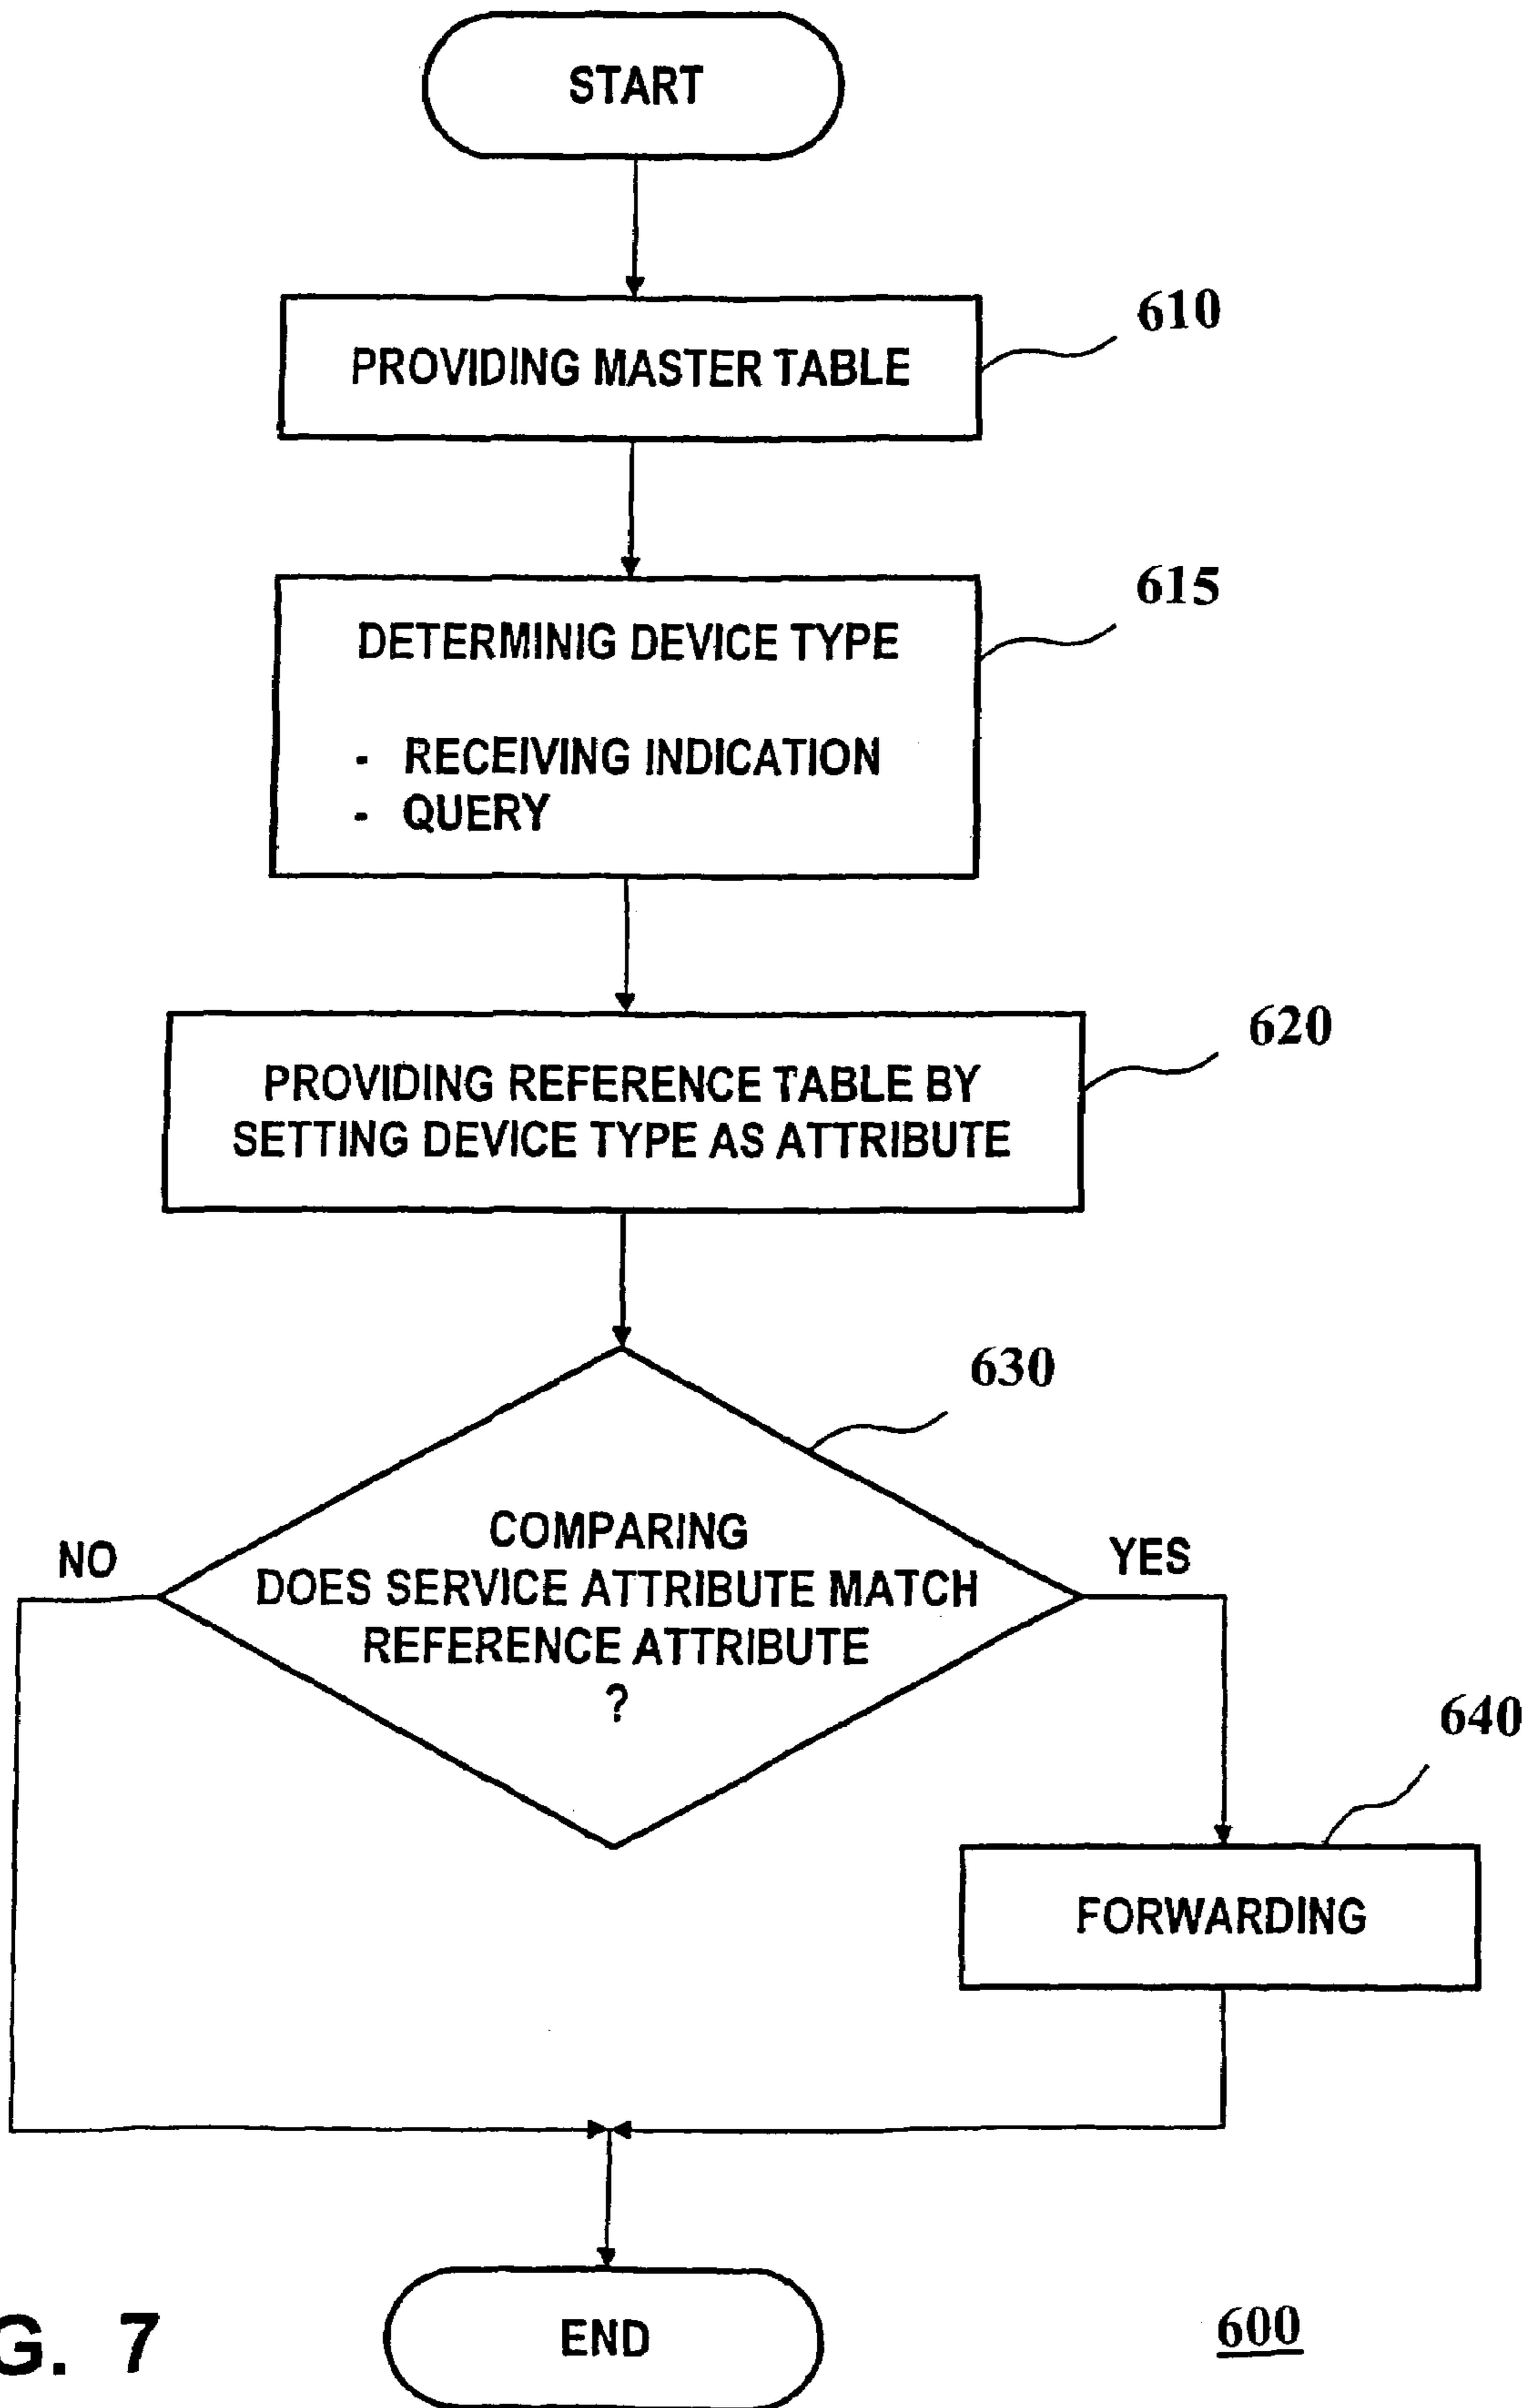 START
PROVIDING MASTER TABLE
610
DETERMINIG DEVICE TYPE
615
- RECEIVING INDICATION
- QUERY
PROVIDING REFERENCE TABLE BY
SETTING DEVICE TYPE AS ATTRIBUTE
620
630
COMPARING
DOES SERVICE ATTRIBUTE MATCH
REFERENCE ATTRIBUTE
?
NO
YES
640
FORWARDING
END
G. 7
600